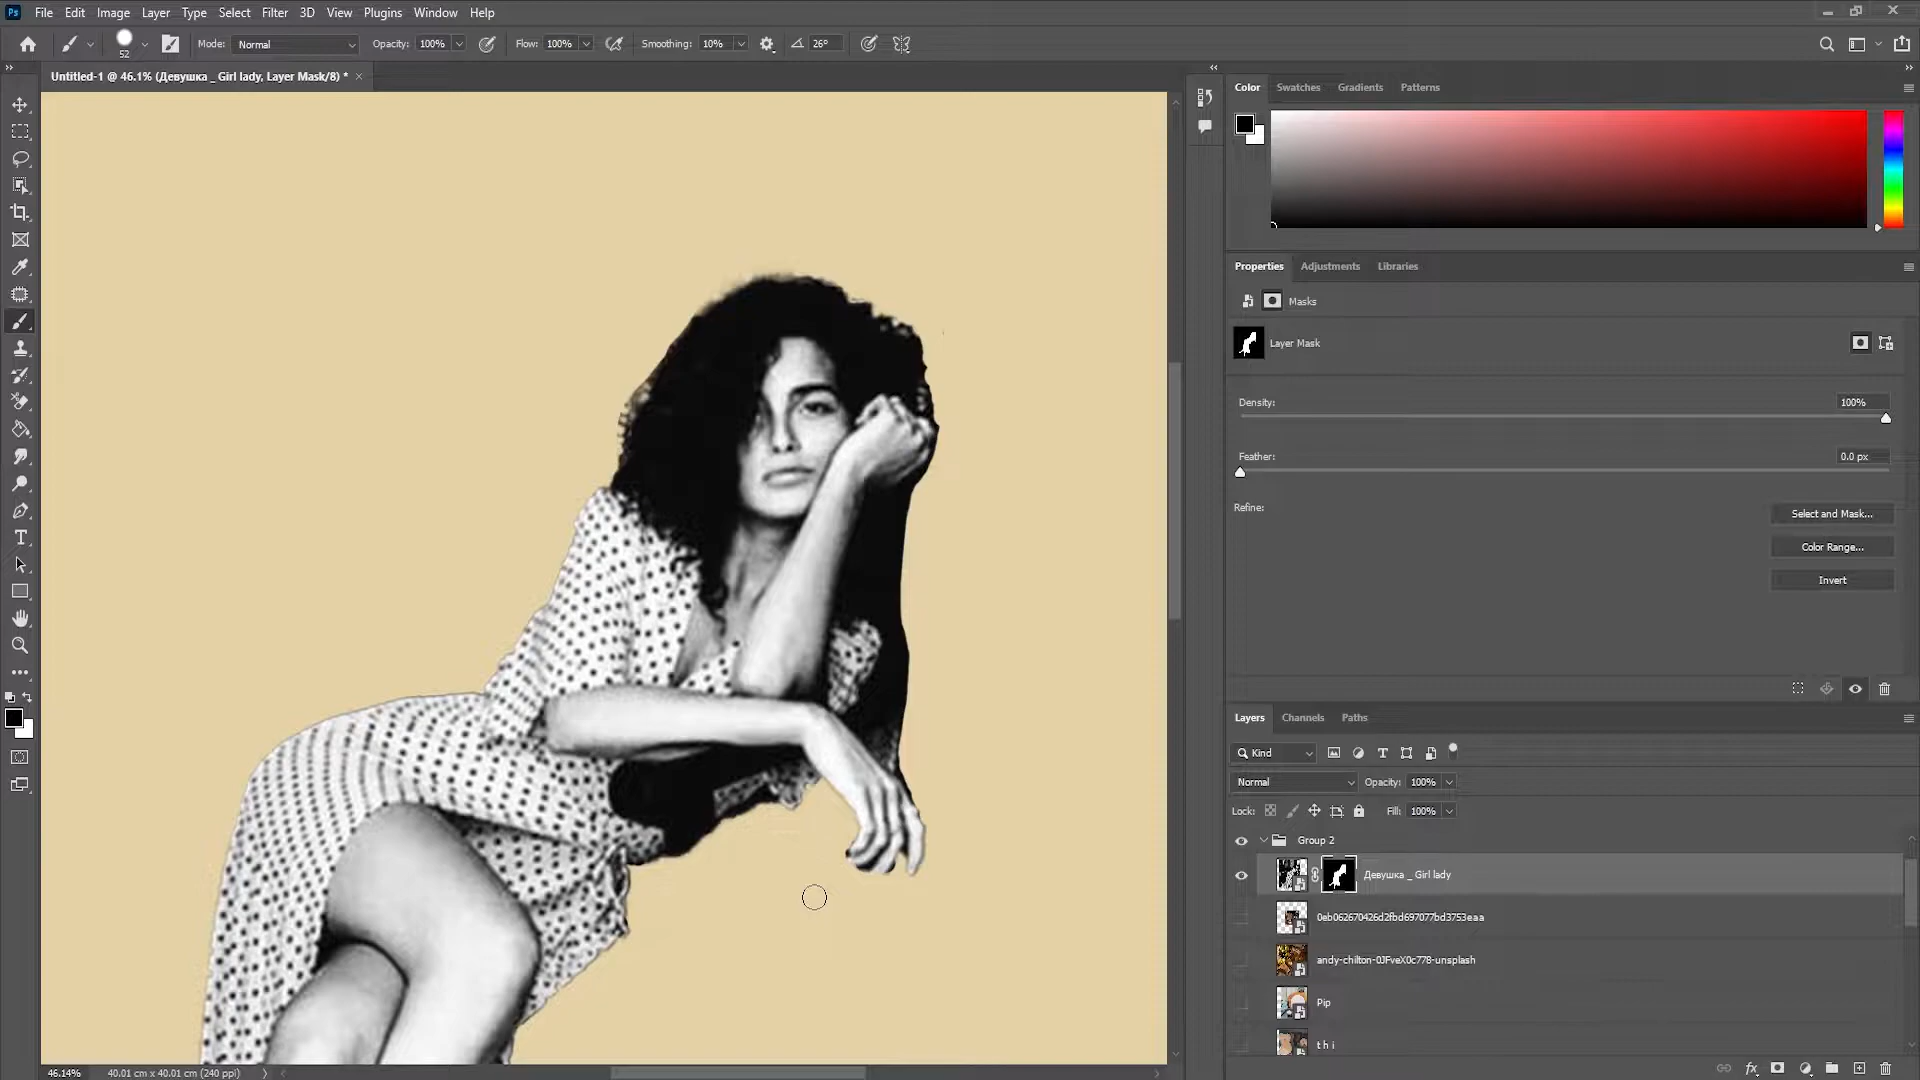 Ps File Edit Image Layer Type Select Filter 3D View Plugins Window Help
52 Mode: Normal Opacity: 100% Flow: 100% Smoothing: 10% 26°
Untitled-1 @ 46.1% (Девушка _ Girl lady, Layer Mask/8) *
Color Swatches Gradients Patterns
Properties Adjustments Libraries
Masks
Layer Mask
Density: 100%
Feather: 0.0 px
Refine:
Select and Mask...
Color Range...
Invert
Layers Channels Paths
Kind
Normal Opacity: 100%
Lock: Fill: 100%
Group 2
Девушка _ Girl lady
0eb062670426d2fbd697077bd3753eaa
andy-chilton-0JFveX0c778-unsplash
Pip
t h i
46.14% 40.01 cm x 40.01 cm (240 ppi)